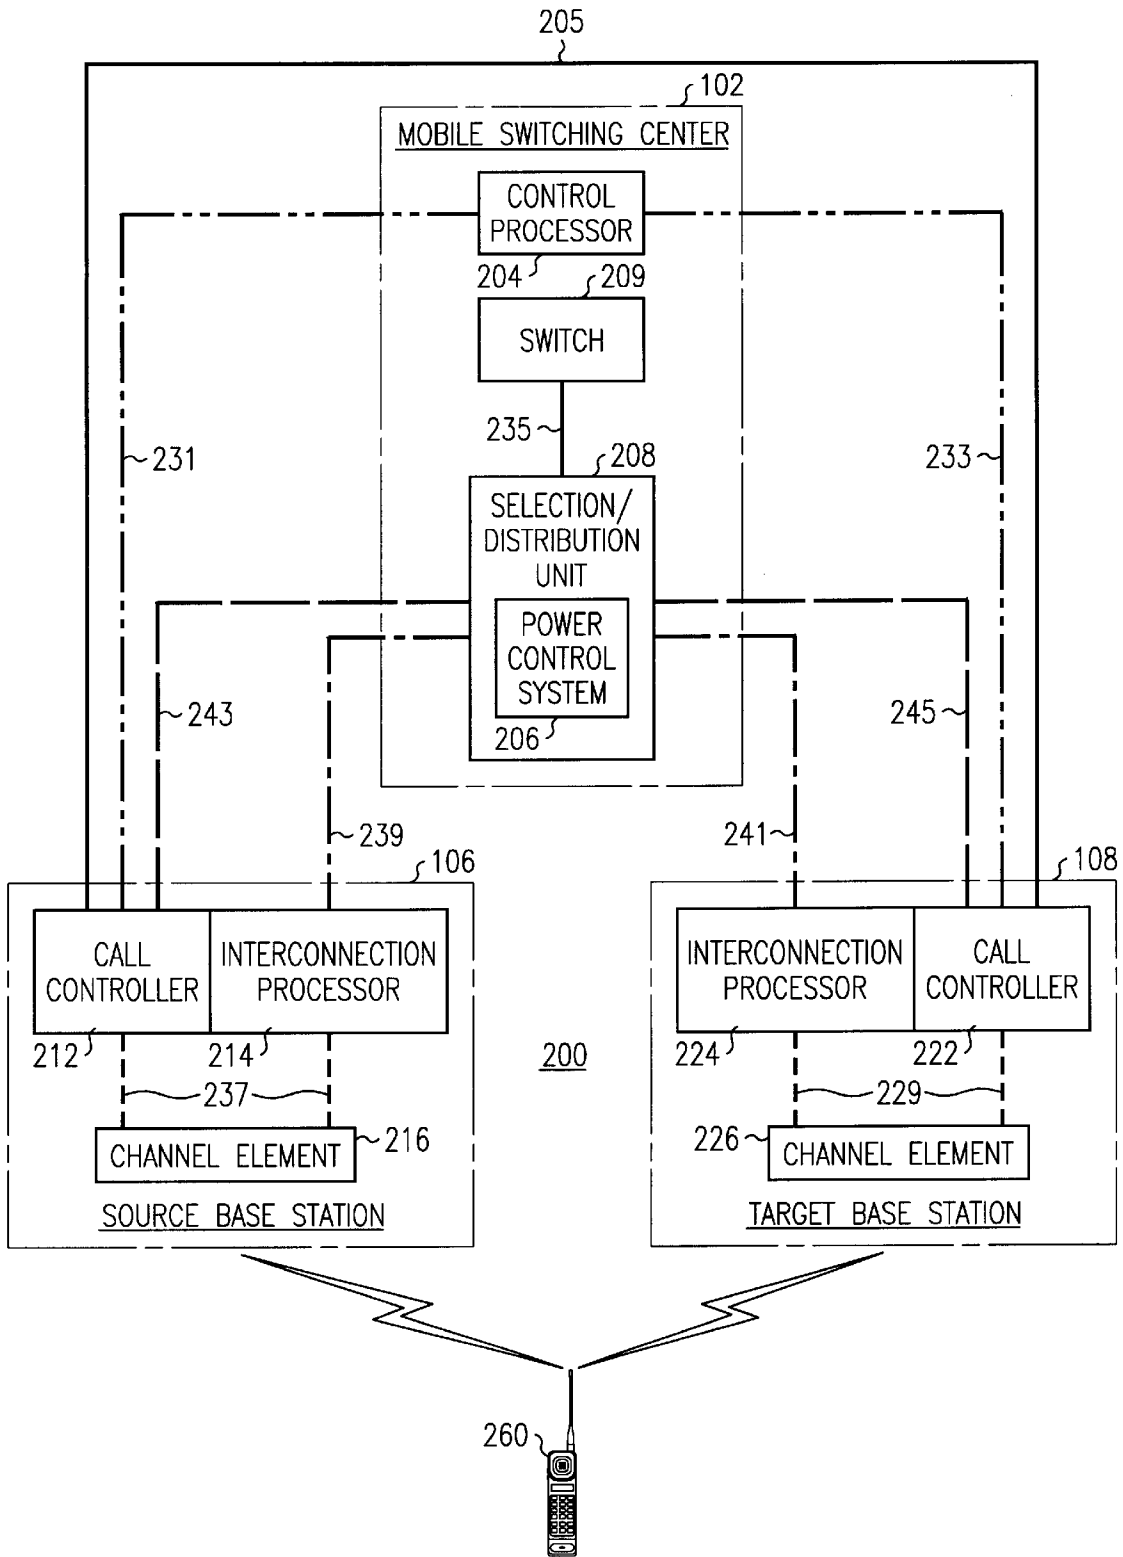 205
102
MOBILE SWITCHING CENTER
CONTROL
PROCESSOR
204
209
SWITCH
235
231
233
208
SELECTION/
DISTRIBUTION
UNIT
POWER
CONTROL
SYSTEM
206
243
245
239
241
106
108
CALL
CONTROLLER
INTERCONNECTION
PROCESSOR
INTERCONNECTION
PROCESSOR
CALL
CONTROLLER
212
214
200
224
222
237
229
CHANNEL ELEMENT
216
226
CHANNEL ELEMENT
SOURCE BASE STATION
TARGET BASE STATION
260